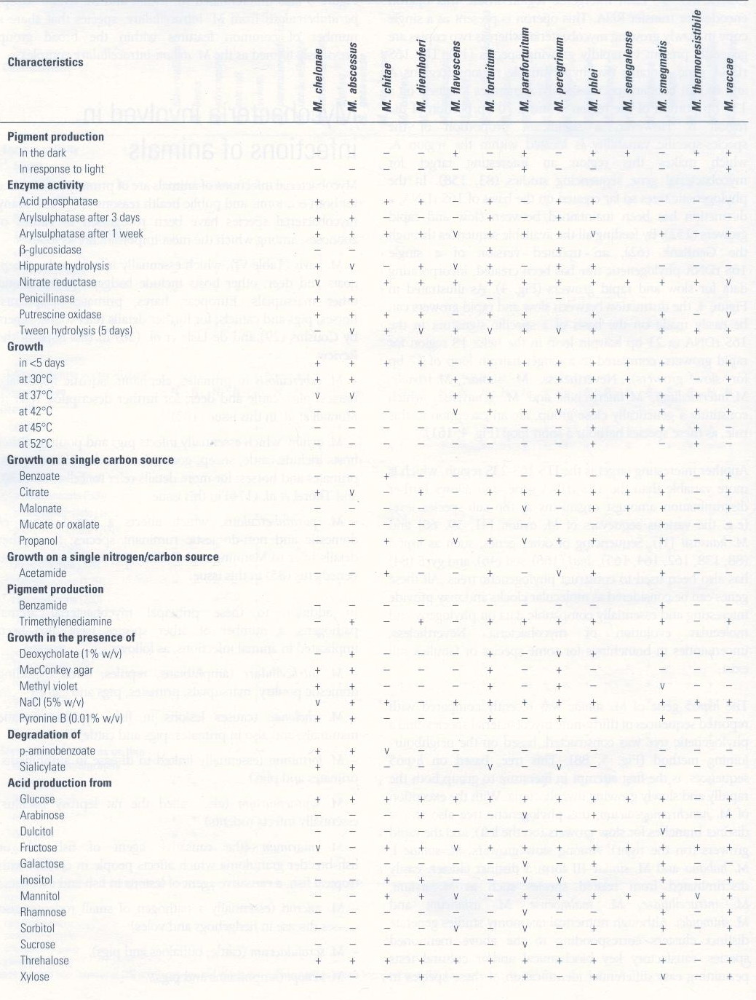 Characteristics
M. chelonae
M. abscessus
M. chitae
M. diernhoferi
M. flavescens
M. fortuitum
M. parafortuitum
M. peregrinum
M. phlei
M. senegalense
M. smegmatis
M. thermoresistibile
M. vaccae
Pigment production
In the dark – – – – + – + – + + – + +
In response to light – – – – – – + – – – – – +
Enzyme activity
Acid phosphatase + + + + – + – +
Arylsulphatase after 3 days – + – – – + – + – – – – –
Arylsulphatase after 1 week + + + + + + + + v + + + +
β-glucosidase – – + +
Hippurate hydrolysis + v – – v – – – – – – – –
Nitrate reductase v – + + + + + + + + + + v
Penicillinase + + – –
Putrescine oxidase + + + + – + + + + +
Tween hydrolysis (5 days) – v + v + v + v + + + + +
Growth
in <5 days + + + + + + + + + + + + +
at 30°C + + + + + + + + + + + + +
at 37°C v v + + + + + + + + + + +
at 42°C – – – – v – + – + + + + –
at 45°C – – – – – – – – + – + + –
at 52°C – – – – – – – – + – – + –
Growth on a single carbon source
Benzoate – – + – – – – – – + + – –
Citrate – v – + – – + – + + + – +
Malonate – – – – – – v + + + + – +
Mucate or oxalate
Propanol – – + – v + v – + – + – +
Growth on a single nitrogen/carbon source
Acetamide – – + – – + – v + – + – –
Pigment production
Benzamide – – – – – – – – – – + – –
Trimethylenediamine + + – + – + + + + + + – +
Growth in the presence of
Deoxycholate (1% w/v) – + – – – + – + + – – – –
MacConkey agar + + – – – + – + – – + – –
Methyl violet + + – – – + – + – – v – –
NaCl (5% w/v) v + + – + + + + + + + + +
Pyronine B (0.01% w/v) + + – – – + – + – – + – –
Degradation of
p-aminobenzoate + + v – – – – – – – – – –
Sialicylate + + – – – v – v – – – – –
Acid production from
Glucose + + + + + + + + + + + + +
Arabinose – – – + – – v – + – + – –
Dulcitol – – – – – – – – – – v – –
Fructose v – + + v + + + + + + + +
Galactose – – – – – – v – + – + – –
Inositol – – + + – – v v – – + – +
Mannitol – – + + v – + + + – + v +
Rhamnose – – – – – – v – – – + – –
Sorbitol – – – – v – v – + – + – +
Sucrose – – – – – – v – – – – – –
Threhalose + + – + – + + + + + + – +
Xylose – – – + – – + – + – v – +